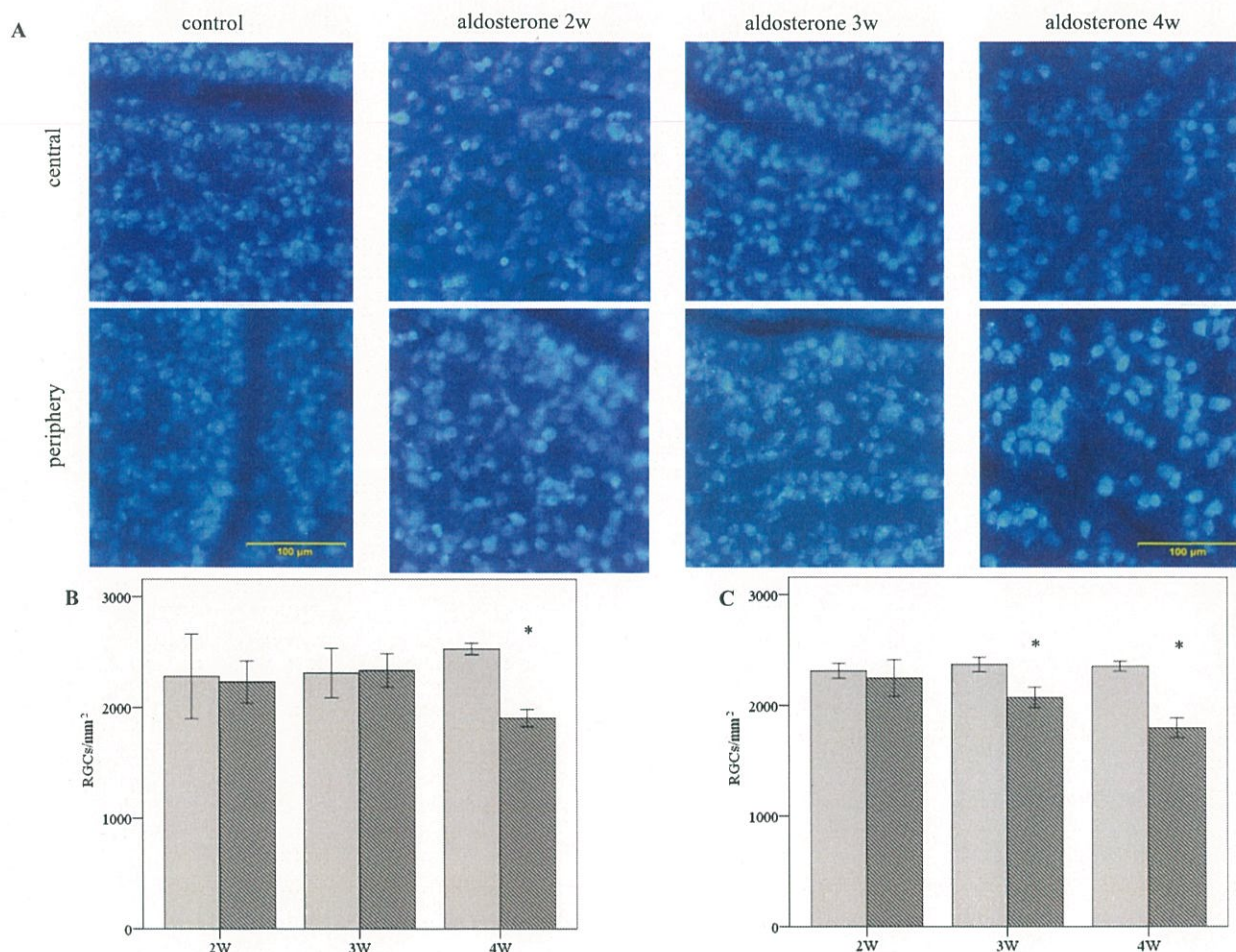 A
control
aldosterone 2w
aldosterone 3w
aldosterone 4w
central
periphery
100 µm
100 µm
B
RGCs/mm²
3000
2000
1000
0
*
2W
3W
4W
C
RGCs/mm²
3000
2000
1000
0
*
*
2W
3W
4W